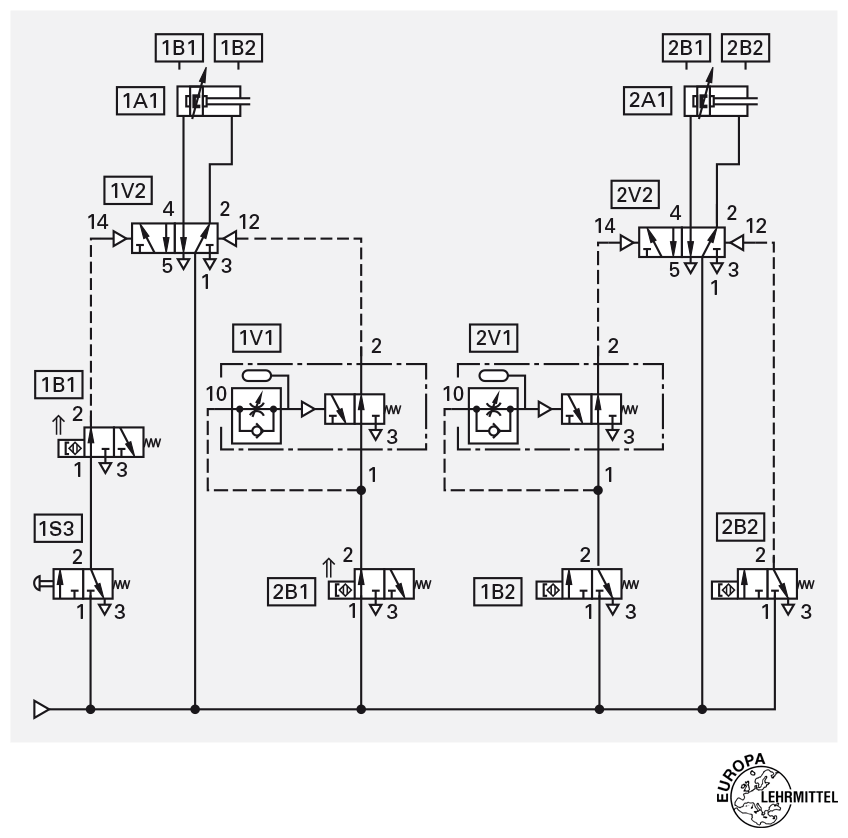 1B1 1B2 2B1 2B2
1A1 2A1
1V2 2V2
4 2 4 2
14 12 14 12
5 3 5 3
1 1
1V1 2 2V1 2
1B1 10 10
2
3 3
1 3 1 1
1S3 2B2
2 2 2 2
2B1 1B2
1 3 1 3 1 3 1 3
EUROPA
LEHRMITTEL